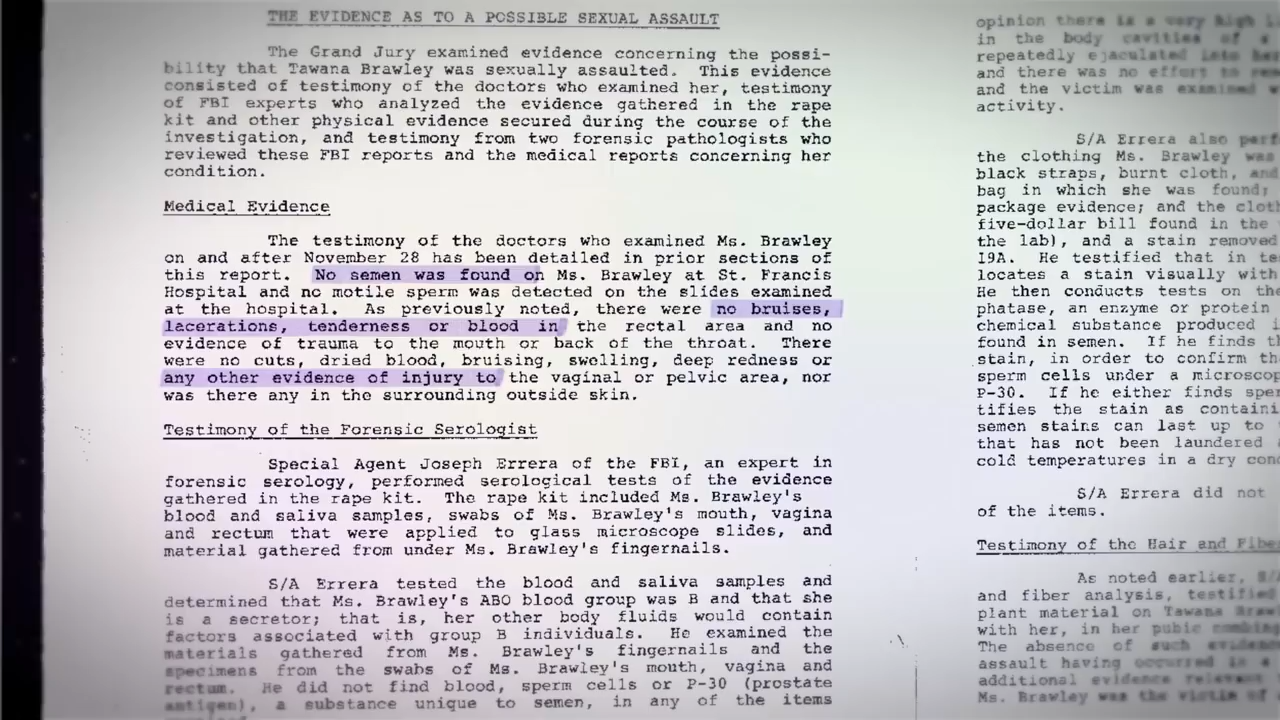 THE EVIDENCE AS TO A POSSIBLE SEXUAL ASSAULT
The Grand Jury examined evidence concerning the possi-
bility that Tawana Brawley was sexually assaulted. This evidence
consisted of testimony of the doctors who examined her, testimony
of FBI experts who analyzed the evidence gathered in the rape
kit and other physical evidence secured during the course of the
investigation, and testimony from two forensic pathologists who
reviewed these FBI reports and the medical reports concerning her
condition.
Medical Evidence
The testimony of the doctors who examined Ms. Brawley
on and after November 28 has been detailed in prior sections of
this report. No semen was found on Ms. Brawley at St. Francis
Hospital and no motile sperm was detected on the slides examined
at the hospital. As previously noted, there were no bruises,
lacerations, tenderness or blood in the rectal area and no
evidence of trauma to the mouth or back of the throat. There
were no cuts, dried blood, bruising, swelling, deep redness or
any other evidence of injury to the vaginal or pelvic area, nor
was there any in the surrounding outside skin.
Testimony of the Forensic Serologist
Special Agent Joseph Errera of the FBI, an expert in
forensic serology, performed serological tests of the evidence
gathered in the rape kit. The rape kit included Ms. Brawley's
blood and saliva samples, swabs of Ms. Brawley's mouth, vagina
and rectum that were applied to glass microscope slides, and
material gathered from under Ms. Brawley's fingernails.
S/A Errera tested the blood and saliva samples and
determined that Ms. Brawley's ABO blood group was B and that she
is a secretor; that is, her other body fluids would contain
factors associated with group B individuals. He examined the
materials gathered from Ms. Brawley's fingernails and the
specimens from the swabs of Ms. Brawley's mouth, vagina and
rectum. He did not find blood, sperm cells or P-30 (prostate
antigen), a substance unique to semen, in any of the items
opinion there is a very high
in the body cavities of a
repeatedly ejaculated into
and there was no effort to
and the victim was examined
activity.
S/A Errera also
the clothing Ms. Brawley was
black straps, burnt cloth, and
bag in which she was found;
package evidence; and the
five-dollar bill found in the
the lab), and a stain removed
19A. He testified that in
locates a stain visually with
He then conducts tests on
phatase, an enzyme or protein
chemical substance produced
found in semen. If he finds
stain, in order to confirm
sperm cells under a
P-30. If he either finds
tifies the stain as
semen stains can last up to
that has not been laundered
cold temperatures in a dry
S/A Errera did not
of the items.
Testimony of the Hair and
As noted earlier,
and fiber analysis, testified
plant material on Tawana
with her, in her pubic
The absence of such
assault having occurred is a
additional evidence
Ms. Brawley was the victim of